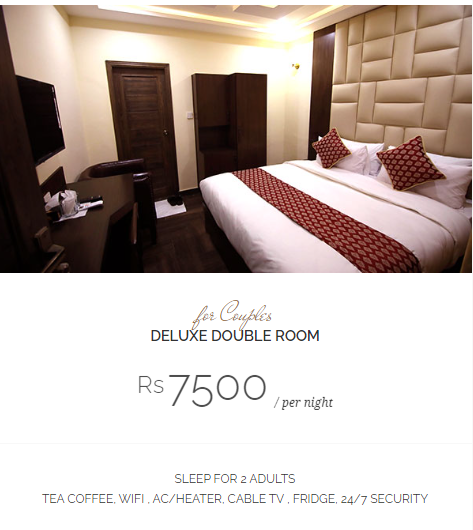 for Couples
DELUXE DOUBLE ROOM
Rs 7500 / per night
SLEEP FOR 2 ADULTS
TEA COFFEE, WIFI , AC/HEATER, CABLE TV , FRIDGE, 24/7 SECURITY